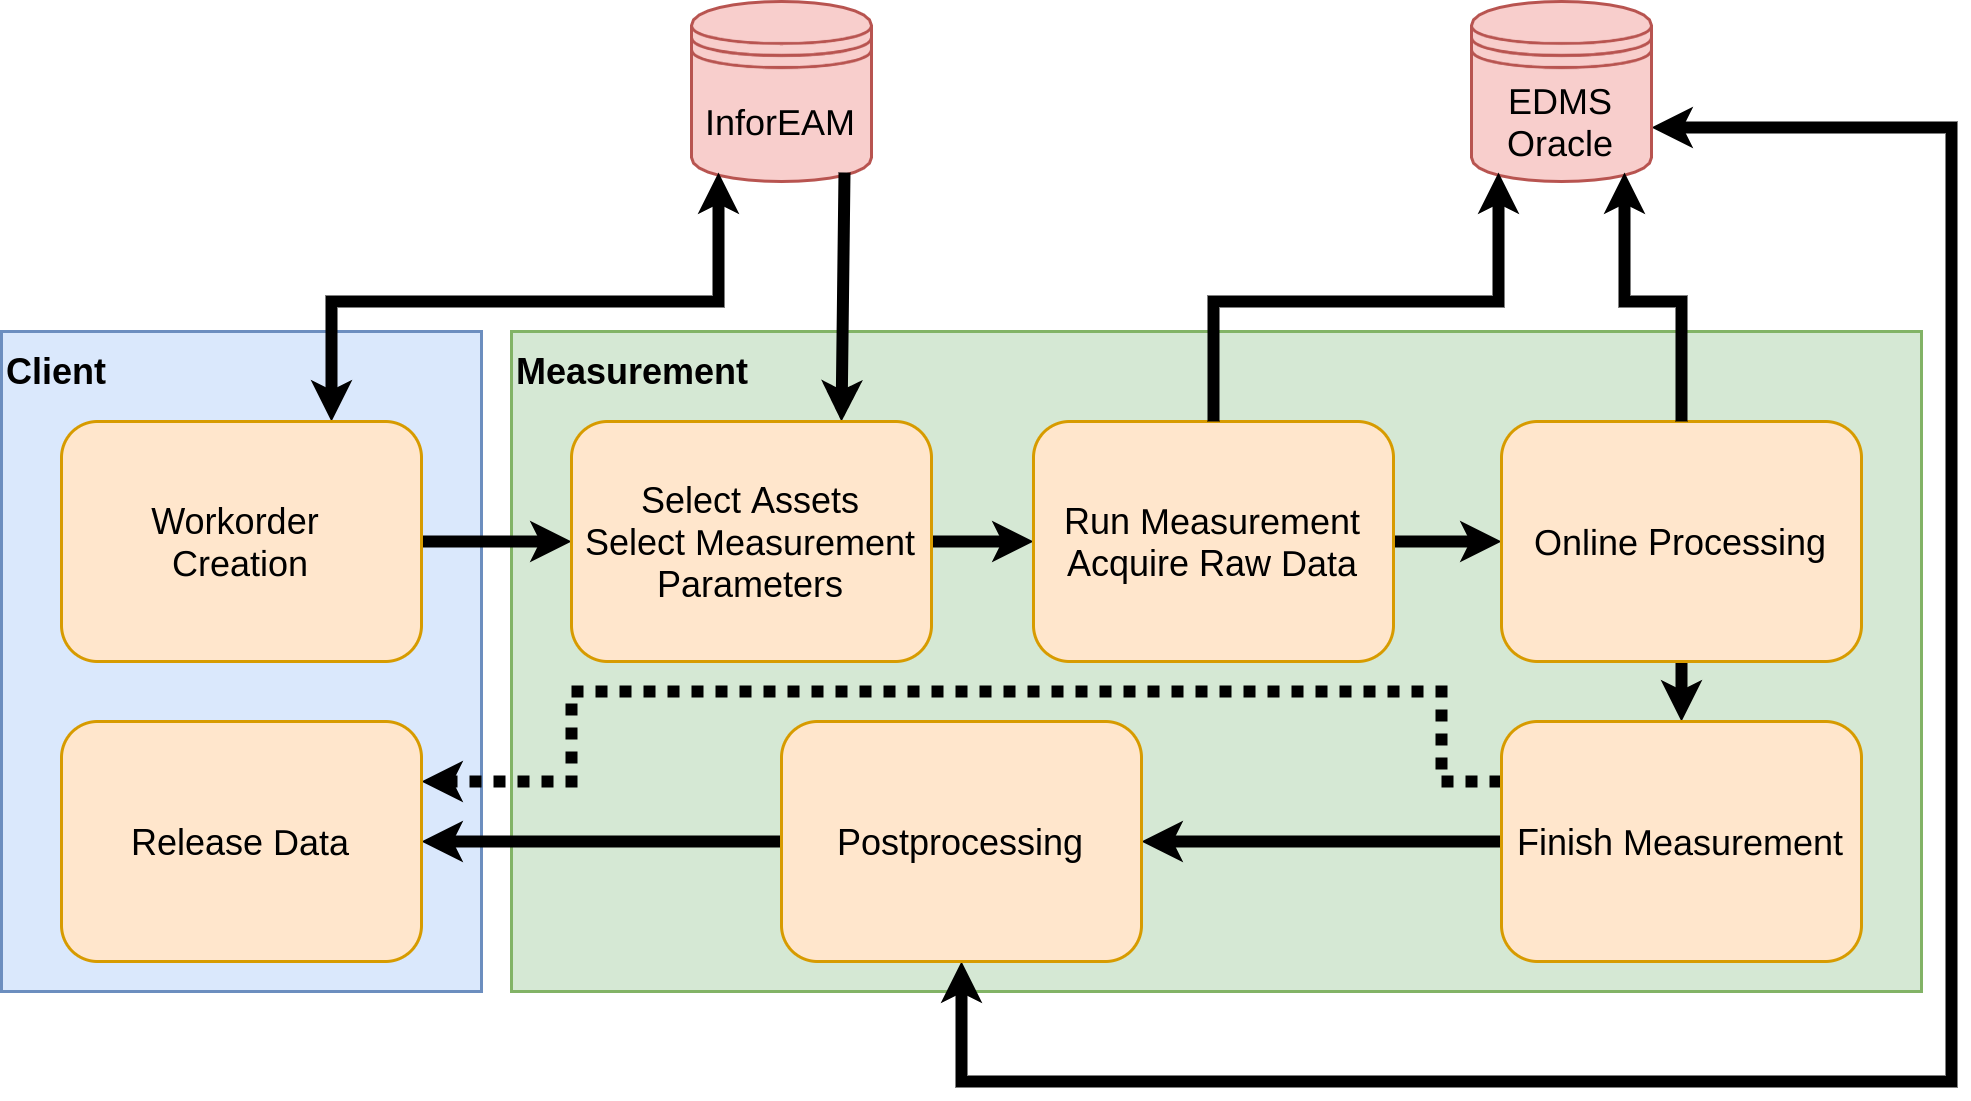 InforEAM
EDMS
Oracle
Client
Measurement
Workorder
Creation
Select Assets
Select Measurement
Parameters
Run Measurement
Acquire Raw Data
Online Processing
Release Data
Postprocessing
Finish Measurement